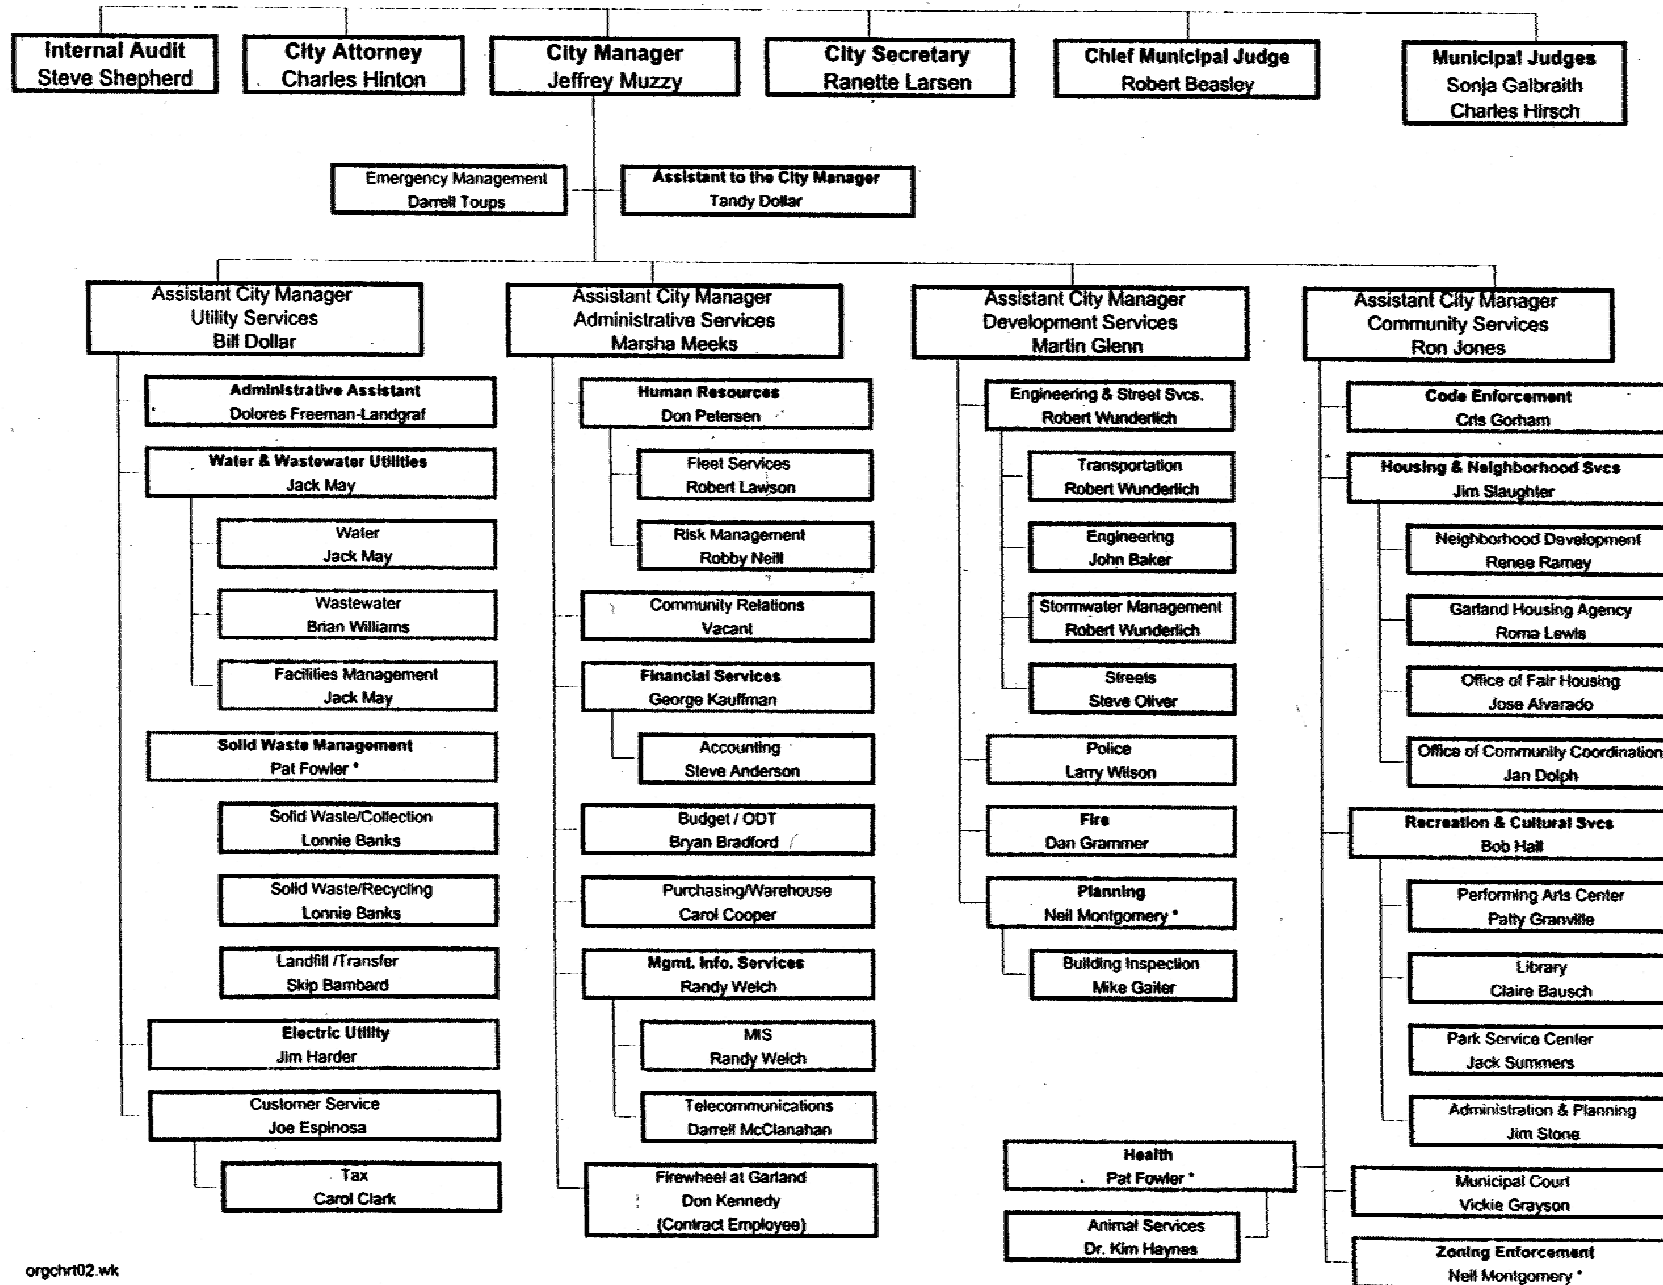 Internal Audit
Steve Shepherd
City Attorney
Charles Hinton
City Manager
Jeffrey Muzzy
City Secretary
Ranette Larsen
Chief Municipal Judge
Robert Beasley
Municipal Judges
Sonja Galbraith
Charles Hirsch
Emergency Management
Darrell Toups
Assistant to the City Manager
Tandy Dollar
Assistant City Manager
Utility Services
Bill Dollar
Administrative Assistant
Dolores Freeman-Landgraf
Water & Wastewater Utilities
Jack May
Water
Jack May
Wastewater
Brian Williams
Facilities Management
Jack May
Solid Waste Management
Pat Fowler *
Solid Waste/Collection
Lonnie Banks
Solid Waste/Recycling
Lonnie Banks
Landfill /Transfer
Skip Bambard
Electric Utility
Jim Harder
Customer Service
Joe Espinosa
Tax
Carol Clark
Assistant City Manager
Administrative Services
Marsha Meeks
Human Resources
Don Petersen
Fleet Services
Robert Lawson
Risk Management
Robby Neill
Community Relations
Vacant
Financial Services
George Kauffman
Accounting
Steve Anderson
Budget / ODT
Bryan Bradford
Purchasing/Warehouse
Carol Cooper
Mgmt. Info. Services
Randy Welch
MIS
Randy Welch
Telecommunications
Darrell McClanahan
Firewheel at Garland
Don Kennedy
(Contract Employee)
Assistant City Manager
Development Services
Martin Glenn
Engineering & Street Svcs.
Robert Wunderlich
Transportation
Robert Wunderlich
Engineering
John Baker
Stormwater Management
Robert Wunderlich
Streets
Steve Oliver
Police
Larry Wilson
Fire
Dan Grammer
Planning
Neil Montgomery *
Building Inspection
Mike Gailer
Assistant City Manager
Community Services
Ron Jones
Code Enforcement
Cris Gorham
Housing & Neighborhood Svcs
Jim Slaughter
Neighborhood Development
Renee Ramey
Garland Housing Agency
Roma Lewis
Office of Fair Housing
Jose Alvarado
Office of Community Coordination
Jan Dolph
Recreation & Cultural Svcs
Bob Hall
Performing Arts Center
Patty Granville
Library
Claire Bausch
Park Service Center
Jack Summers
Administration & Planning
Jim Stone
Health
Pat Fowler *
Animal Services
Dr. Kim Haynes
Municipal Court
Vickie Grayson
Zoning Enforcement
Neil Montgomery *
orgchrt02.wk